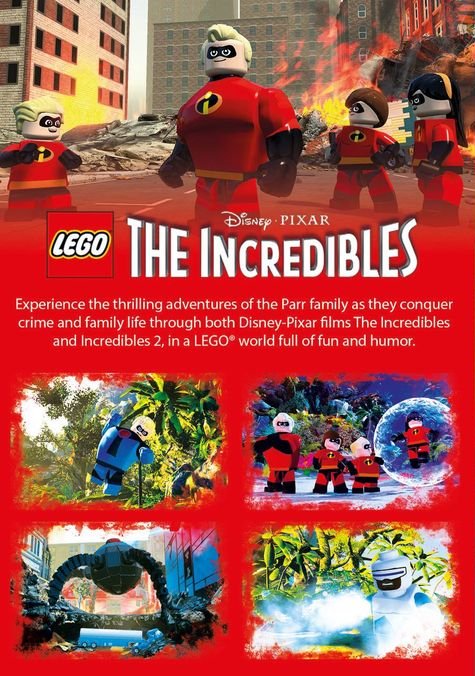 Disney · PIXAR
LEGO
THE INCREDIBLES
Experience the thrilling adventures of the Parr family as they conquer
crime and family life through both Disney-Pixar films The Incredibles
and Incredibles 2, in a LEGO® world full of fun and humor.